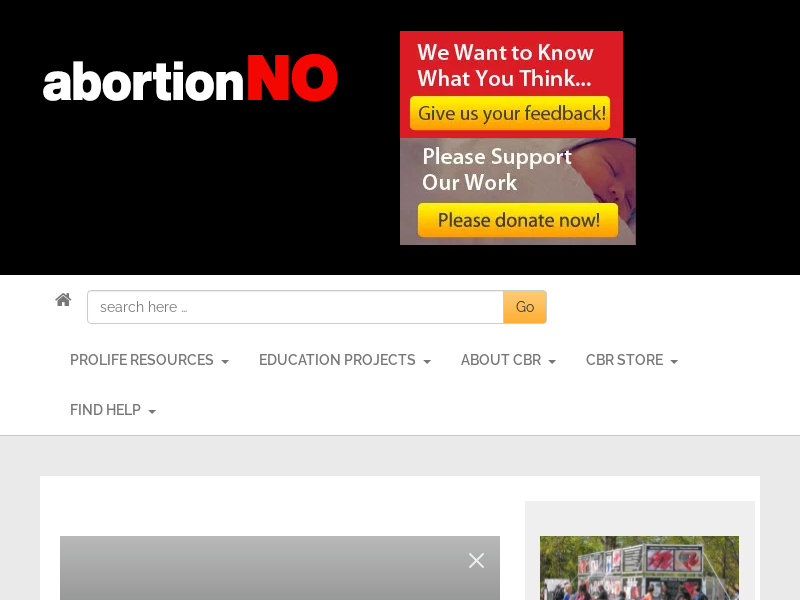 abortionNO
We Want to Know
What You Think...
Give us your feedback!
Please Support
Our Work
Please donate now!
search here ...
Go
PROLIFE RESOURCES
EDUCATION PROJECTS
ABOUT CBR
CBR STORE
FIND HELP